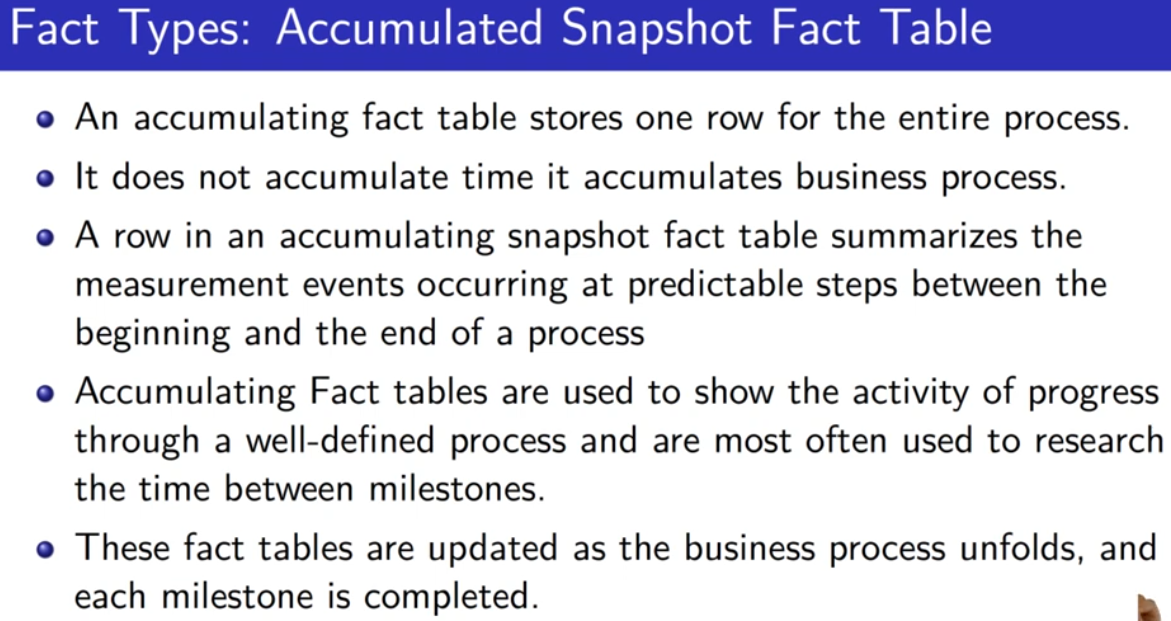 Fact Types: Accumulated Snapshot Fact Table
An accumulating fact table stores one row for the entire process.
It does not accumulate time it accumulates business process.
A row in an accumulating snapshot fact table summarizes the
measurement events occurring at predictable steps between the
beginning and the end of a process
Accumulating Fact tables are used to show the activity of progress
through a well-defined process and are most often used to research
the time between milestones.
These fact tables are updated as the business process unfolds, and
each milestone is completed.